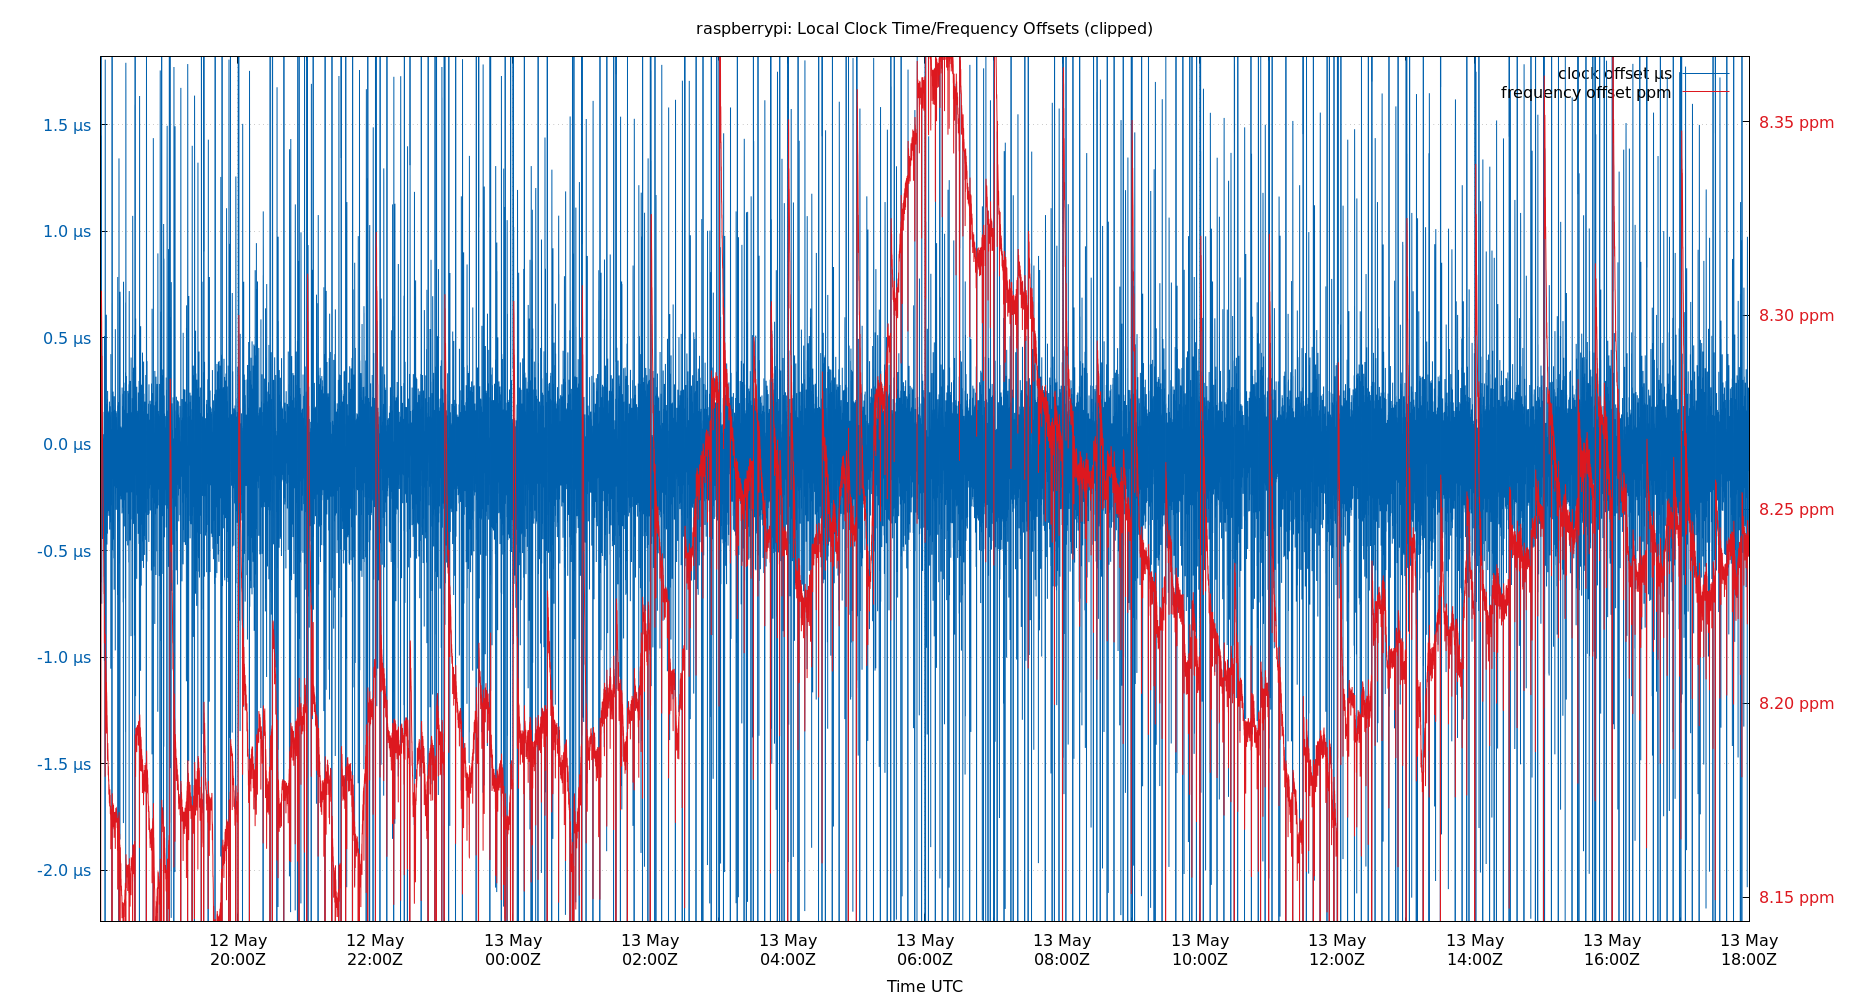 raspberrypi: Local Clock Time/Frequency Offsets (clipped)
clock offset µs
frequency offset ppm
1.5 µs
1.0 µs
0.5 µs
0.0 µs
-0.5 µs
-1.0 µs
-1.5 µs
-2.0 µs
8.35 ppm
8.30 ppm
8.25 ppm
8.20 ppm
8.15 ppm
12 May
20:00Z
12 May
22:00Z
13 May
00:00Z
13 May
02:00Z
13 May
04:00Z
13 May
06:00Z
13 May
08:00Z
13 May
10:00Z
13 May
12:00Z
13 May
14:00Z
13 May
16:00Z
13 May
18:00Z
Time UTC